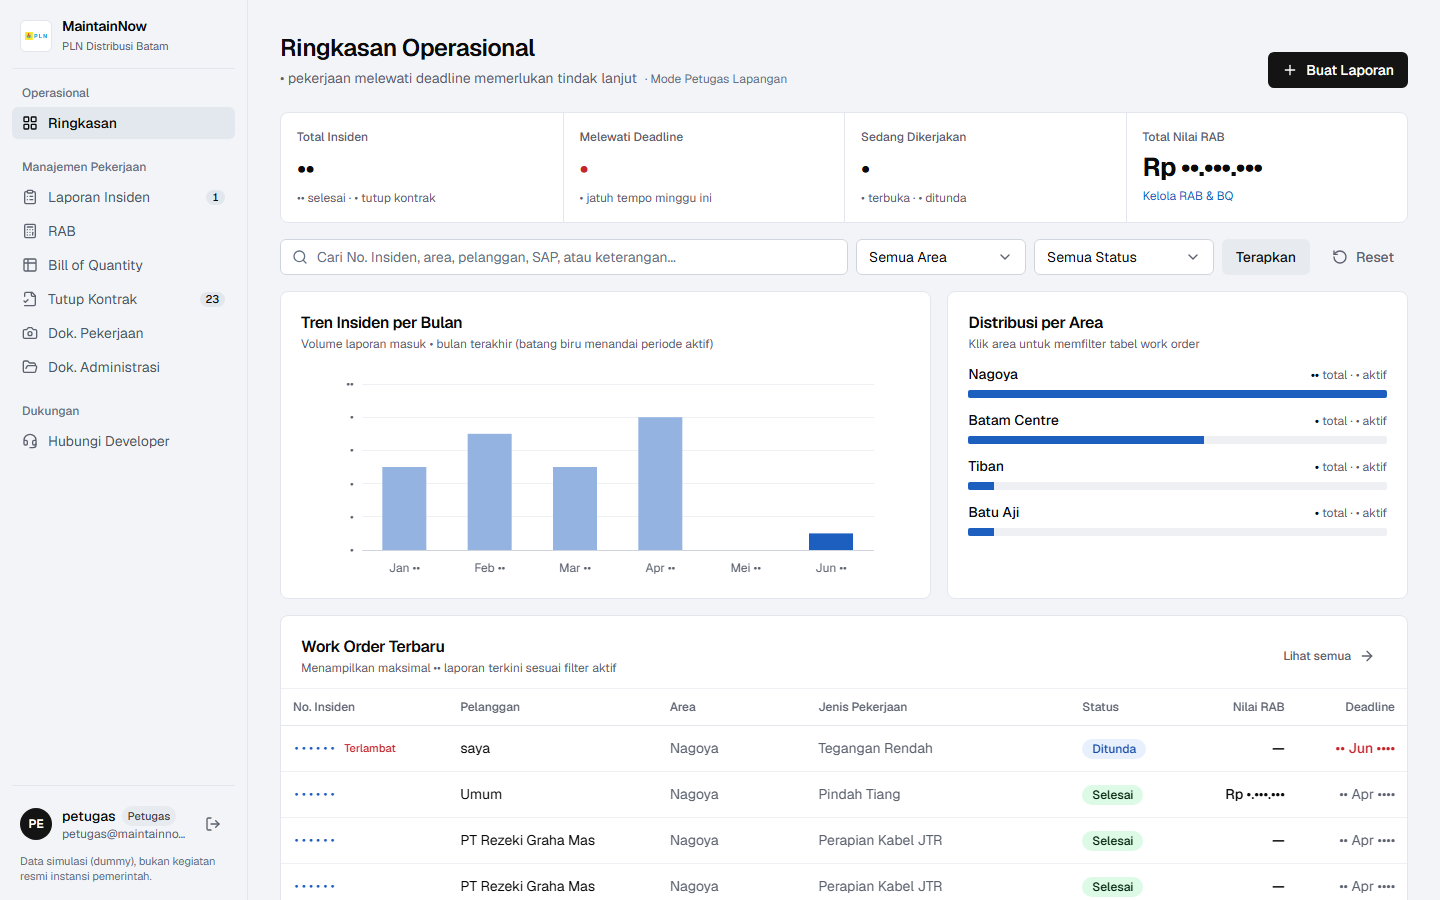 MaintainNow
PLN Distribusi Batam
Operasional
Ringkasan
Manajemen Pekerjaan
Laporan Insiden 1
RAB
Bill of Quantity
Tutup Kontrak 23
Dok. Pekerjaan
Dok. Administrasi
Dukungan
Hubungi Developer
PE petugas Petugas
petugas@maintainno...
Data simulasi (dummy), bukan kegiatan
resmi instansi pemerintah.
Ringkasan Operasional
• pekerjaan melewati deadline memerlukan tindak lanjut · Mode Petugas Lapangan
Buat Laporan
Total Insiden
••
•• selesai · • tutup kontrak
Melewati Deadline
•
• jatuh tempo minggu ini
Sedang Dikerjakan
•
• terbuka · • ditunda
Total Nilai RAB
Rp ••.•••.•••
Kelola RAB & BQ
Cari No. Insiden, area, pelanggan, SAP, atau keterangan...
Semua Area
Semua Status
Terapkan
Reset
Tren Insiden per Bulan
Volume laporan masuk • bulan terakhir (batang biru menandai periode aktif)
••
•
•
•
•
•
Jan •• Feb •• Mar •• Apr •• Mei •• Jun ••
Distribusi per Area
Klik area untuk memfilter tabel work order
Nagoya •• total · • aktif
Batam Centre • total · • aktif
Tiban • total · • aktif
Batu Aji • total · • aktif
Work Order Terbaru
Menampilkan maksimal •• laporan terkini sesuai filter aktif
Lihat semua
No. Insiden Pelanggan Area Jenis Pekerjaan Status Nilai RAB Deadline
•••••• Terlambat saya Nagoya Tegangan Rendah Ditunda — •• Jun ••••
•••••• Umum Nagoya Pindah Tiang Selesai Rp •.•••.••• •• Apr ••••
•••••• PT Rezeki Graha Mas Nagoya Perapian Kabel JTR Selesai — •• Apr ••••
•••••• PT Rezeki Graha Mas Nagoya Perapian Kabel JTR Selesai — •• Apr ••••